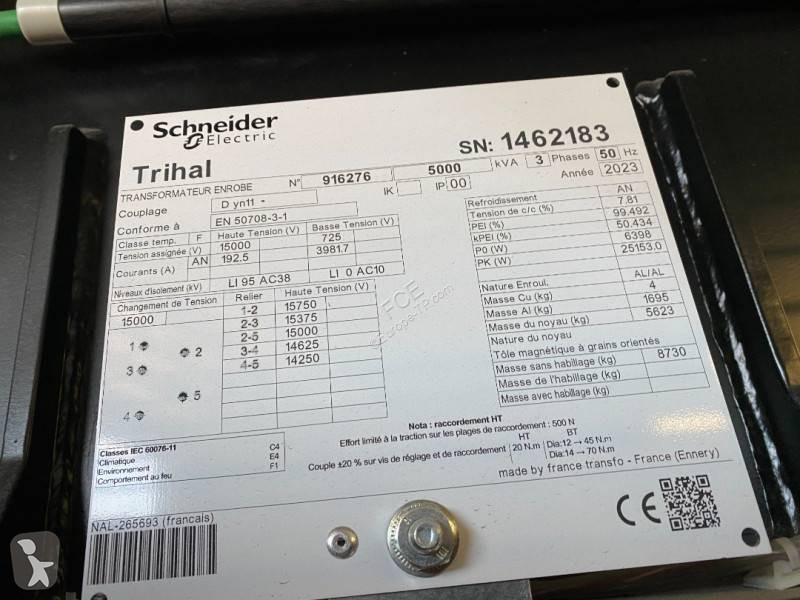 Schneider
Electric
SN: 1462183
Trihal
TRANSFORMATEUR ENROBE N° 916276 5000 kVA 3 Phases 50 Hz
Couplage D yn11 - IK IP 00 Année 2023
Conforme à EN 50708-3-1
Classe temp. F Haute Tension (V) Basse Tension (V)
Tension assignée (V) 15000 725
Courants (A) AN 192.5 3981.7
Niveaux d'isolement (kV) LI 95 AC38 LI 0 AC10
Changement de Tension Relier Haute Tension (V)
15000 1-2 15750
2-3 15375
2-5 15000
3-4 14625
4-5 14250
1 2
3
5
4
Refroidissement AN
Tension de c/c (%) 7.81
PEI (%) 99.492
kPEI (%) 50.434
P0 (W) 6398
PK (W) 25153.0
Nature Enroul. AL/AL
Masse Cu (kg) 4
Masse Al (kg) 1695
Masse du noyau (kg) 5623
Nature du noyau
Tôle magnétique à grains orientés
Masse sans habillage (kg) 8730
Masse de l'habillage (kg)
Masse avec habillage (kg)
Classes IEC 60076-11
Climatique C4
Environnement E4
Comportement au feu F1
Nota : raccordement HT
Effort limité à la traction sur les plages de raccordement : 500 N
HT BT
Couple ±20 % sur vis de réglage et de raccordement 20 N.m Dia:12 → 45 N.m
Dia:14 → 70 N.m
made by france transfo - France (Ennery)
NAL-265693 (francais)
CE
FCE
Europe-TP.com